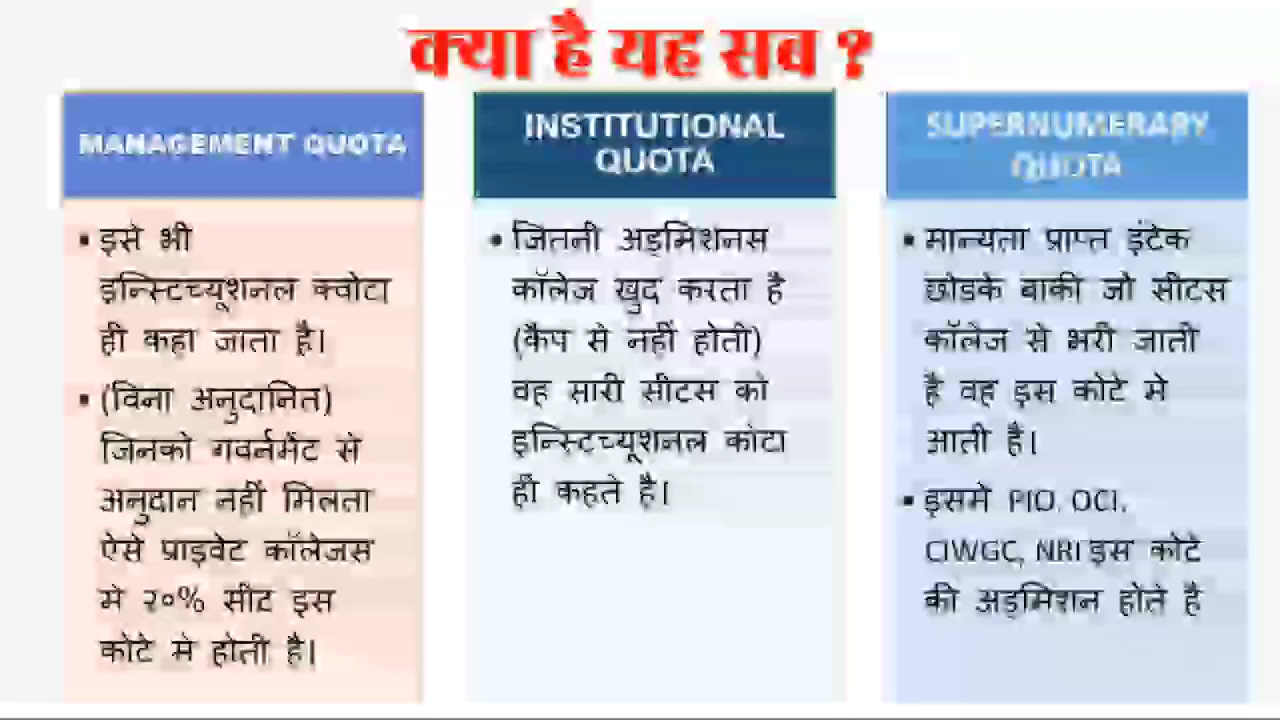 क्या है यह सब ?
MANAGEMENT QUOTA
▪ इसे भी
इन्स्टिच्यूशनल क्वोटा
ही कहा जाता है।
▪ (विना अनुदानित)
जिनको गवर्नमेंट से
अनुदान नहीं मिलता
ऐसे प्राइवेट कॉलेजस
मे २०% सीट इस
कोटे मे होती है।
INSTITUTIONAL
QUOTA
• जितनी अड्मिशनस
कॉलेज खुद करता है
(कैप से नहीं होती)
वह सारी सीटस को
इन्स्टिच्यूशनल कोटा
ही कहते है।
SUPERNUMERARY
QUOTA
▪ मान्यता प्राप्त इंटेक
छोडके बाकी जो सीटस
कॉलेज से भरी जाती
है वह इस कोटे मे
आती है।
▪ इसमे PIO, OCI,
CIWGC, NRI इस कोटे
की अड्मिशन होते है